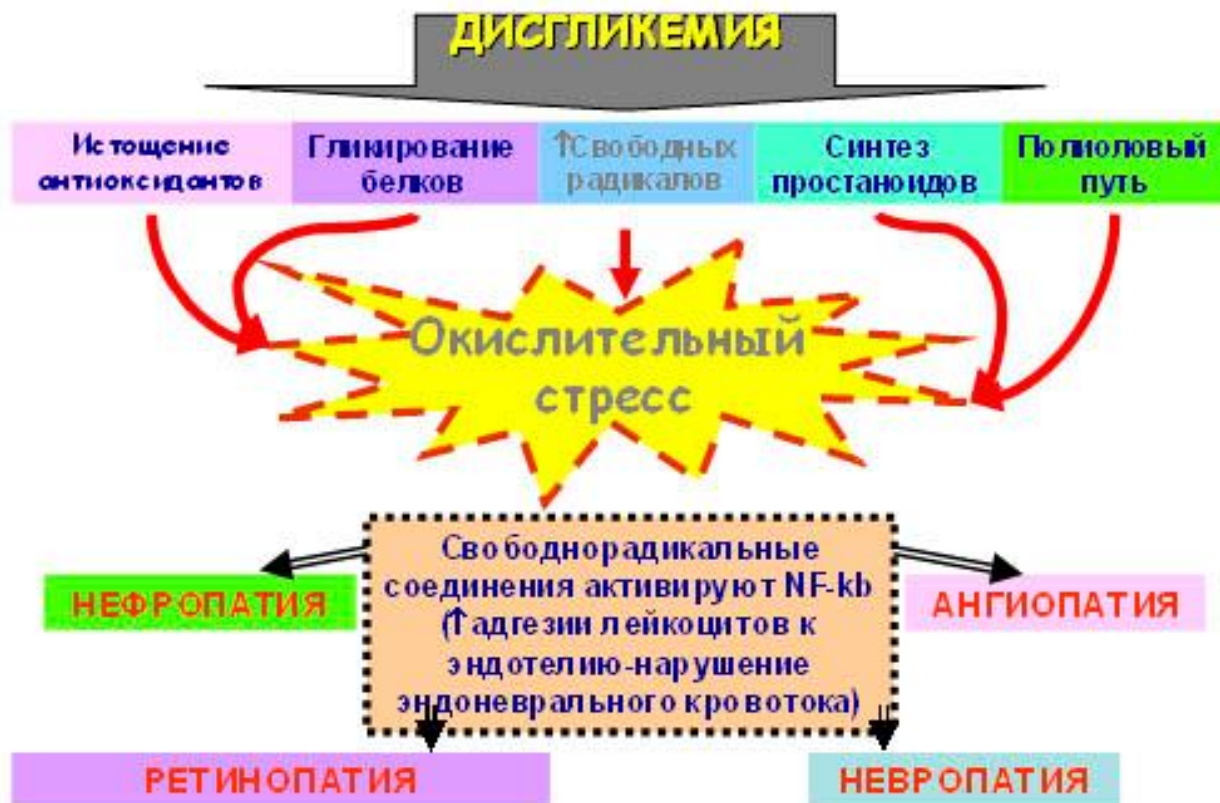 ДИСГЛИКЕМИЯ
Истощение
антиоксидантов
Гликирование
белков
↑Свободных
радикалов
Синтез
простаноидов
Полиоловый
путь
Окислительный
стресс
Свободнорадикальные
соединения активируют NF-kb
(↑адгезии лейкоцитов к
эндотелию-нарушение
эндоневрального кровотока)
НЕФРОПАТИЯ
АНГИОПАТИЯ
РЕТИНОПАТИЯ
НЕВРОПАТИЯ